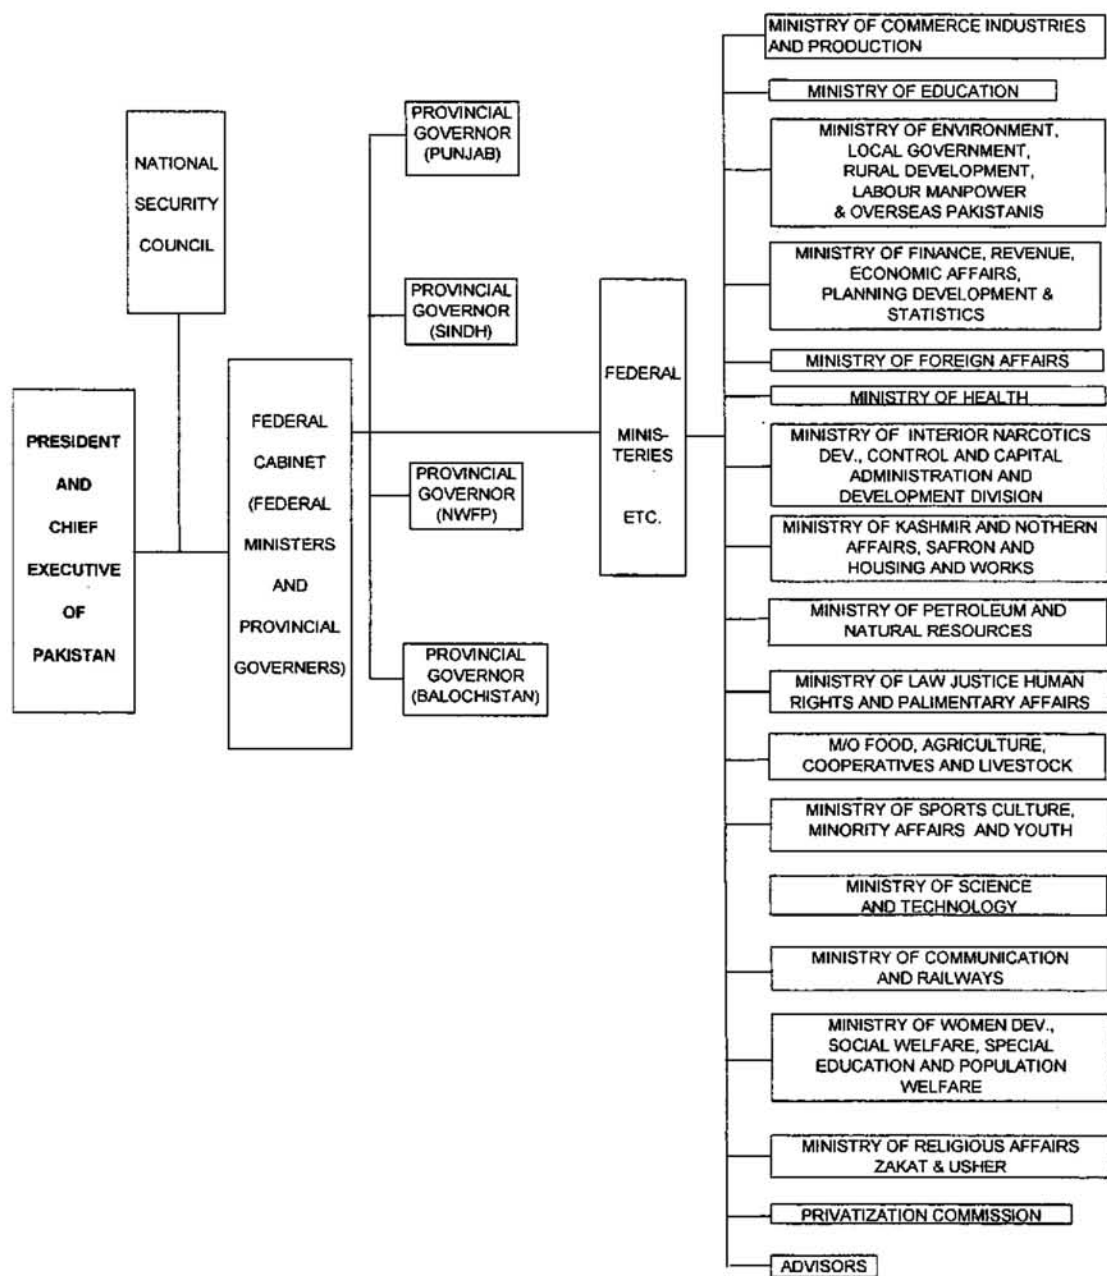 PRESIDENT
AND
CHIEF
EXECUTIVE
OF
PAKISTAN
NATIONAL
SECURITY
COUNCIL
FEDERAL
CABINET
(FEDERAL
MINISTERS
AND
PROVINCIAL
GOVERNERS)
PROVINCIAL
GOVERNOR
(PUNJAB)
PROVINCIAL
GOVERNOR
(SINDH)
PROVINCIAL
GOVERNOR
(NWFP)
PROVINCIAL
GOVERNOR
(BALOCHISTAN)
FEDERAL
MINIS-
TERIES
ETC.
MINISTRY OF COMMERCE INDUSTRIES
AND PRODUCTION
MINISTRY OF EDUCATION
MINISTRY OF ENVIRONMENT,
LOCAL GOVERNMENT,
RURAL DEVELOPMENT,
LABOUR MANPOWER
& OVERSEAS PAKISTANIS
MINISTRY OF FINANCE, REVENUE,
ECONOMIC AFFAIRS,
PLANNING DEVELOPMENT &
STATISTICS
MINISTRY OF FOREIGN AFFAIRS
MINISTRY OF HEALTH
MINISTRY OF INTERIOR NARCOTICS
DEV., CONTROL AND CAPITAL
ADMINISTRATION AND
DEVELOPMENT DIVISION
MINISTRY OF KASHMIR AND NOTHERN
AFFAIRS, SAFRON AND
HOUSING AND WORKS
MINISTRY OF PETROLEUM AND
NATURAL RESOURCES
MINISTRY OF LAW JUSTICE HUMAN
RIGHTS AND PALIMENTARY AFFAIRS
M/O FOOD, AGRICULTURE,
COOPERATIVES AND LIVESTOCK
MINISTRY OF SPORTS CULTURE,
MINORITY AFFAIRS AND YOUTH
MINISTRY OF SCIENCE
AND TECHNOLOGY
MINISTRY OF COMMUNICATION
AND RAILWAYS
MINISTRY OF WOMEN DEV.,
SOCIAL WELFARE, SPECIAL
EDUCATION AND POPULATION
WELFARE
MINISTRY OF RELIGIOUS AFFAIRS
ZAKAT & USHER
PRIVATIZATION COMMISSION
ADVISORS